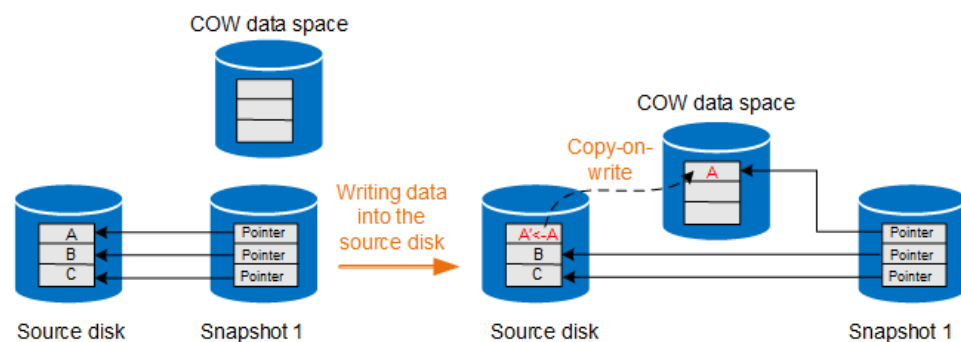 COW data space
A
B
C
Pointer
Pointer
Pointer
Source disk
Snapshot 1
Writing data
into the
source disk
COW data space
Copy-on-
write
A
A'<-A
B
C
Pointer
Pointer
Pointer
Source disk
Snapshot 1